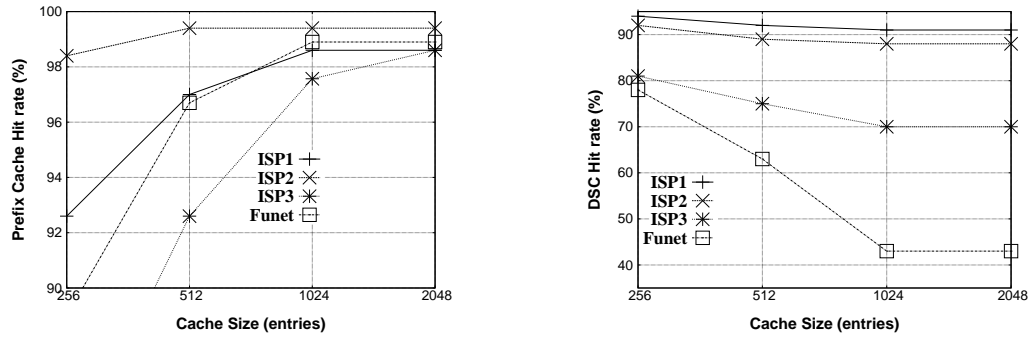 100
98
96
94
92
90
256
512
1024
2048
Prefix Cache Hit rate (%)
Cache Size (entries)
ISP1
ISP2
ISP3
Funet
90
80
70
60
50
40
256
512
1024
2048
DSC Hit rate (%)
Cache Size (entries)
ISP1
ISP2
ISP3
Funet